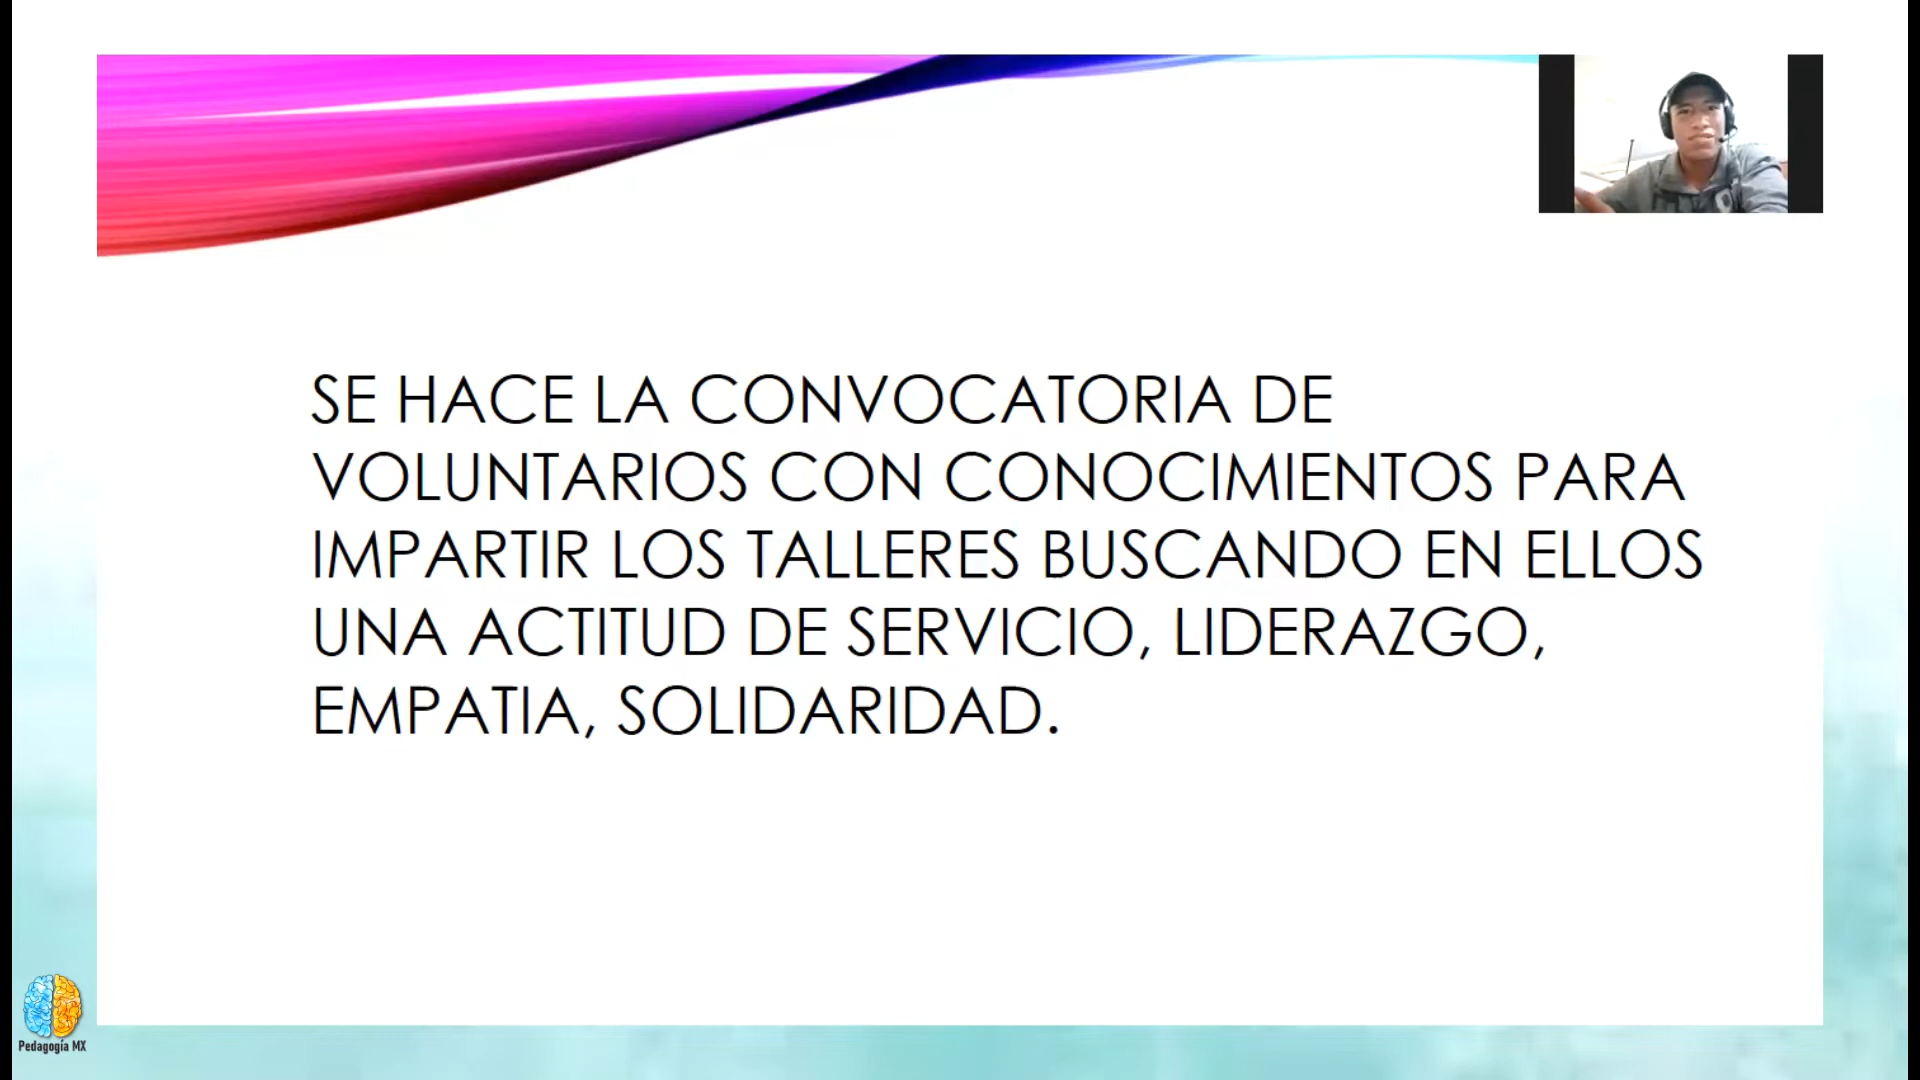 SE HACE LA CONVOCATORIA DE
VOLUNTARIOS CON CONOCIMIENTOS PARA
IMPARTIR LOS TALLERES BUSCANDO EN ELLOS
UNA ACTITUD DE SERVICIO, LIDERAZGO,
EMPATIA, SOLIDARIDAD.
Pedagogía MX